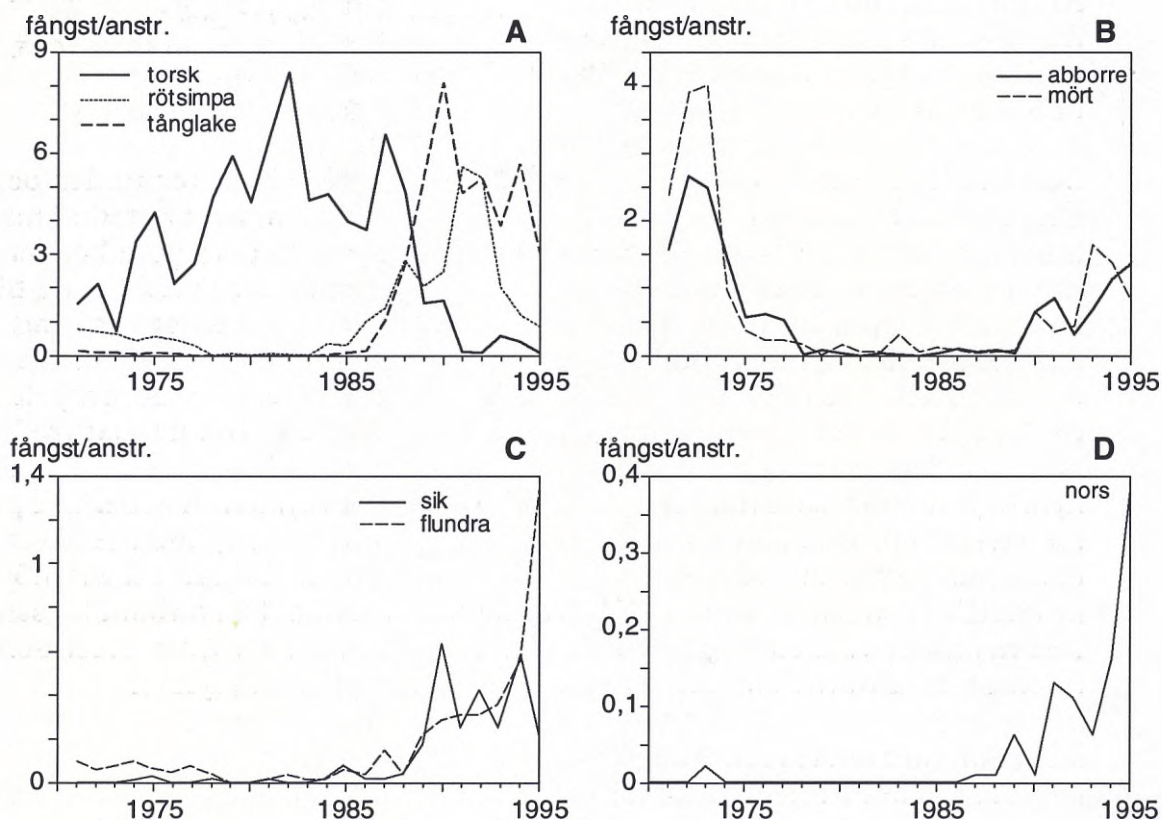 fångst/anstr.
A
9
6
3
0
torsk
rötsimpa
tånglake
1975
1985
1995
fångst/anstr.
B
4
2
0
abborre
mört
1975
1985
1995
fångst/anstr.
C
1,4
1
0
sik
flundra
1975
1985
1995
fångst/anstr.
D
0,4
0,3
0,2
0,1
0
nors
1975
1985
1995